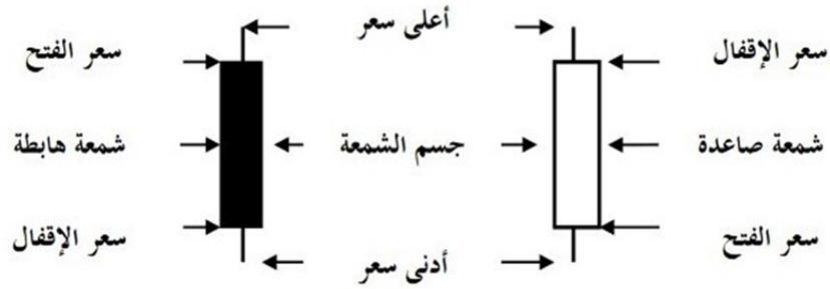 أعلى سعر
سعر الإقفال
سعر الفتح
شمعة صاعدة
جسم الشمعة
شمعة هابطة
سعر الفتح
سعر الإقفال
أدنى سعر